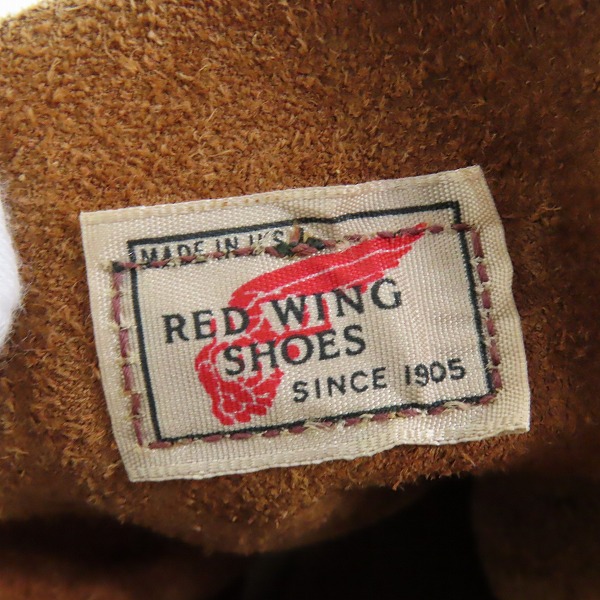 MADE IN U.S.
RED WING
SHOES
SINCE 1905